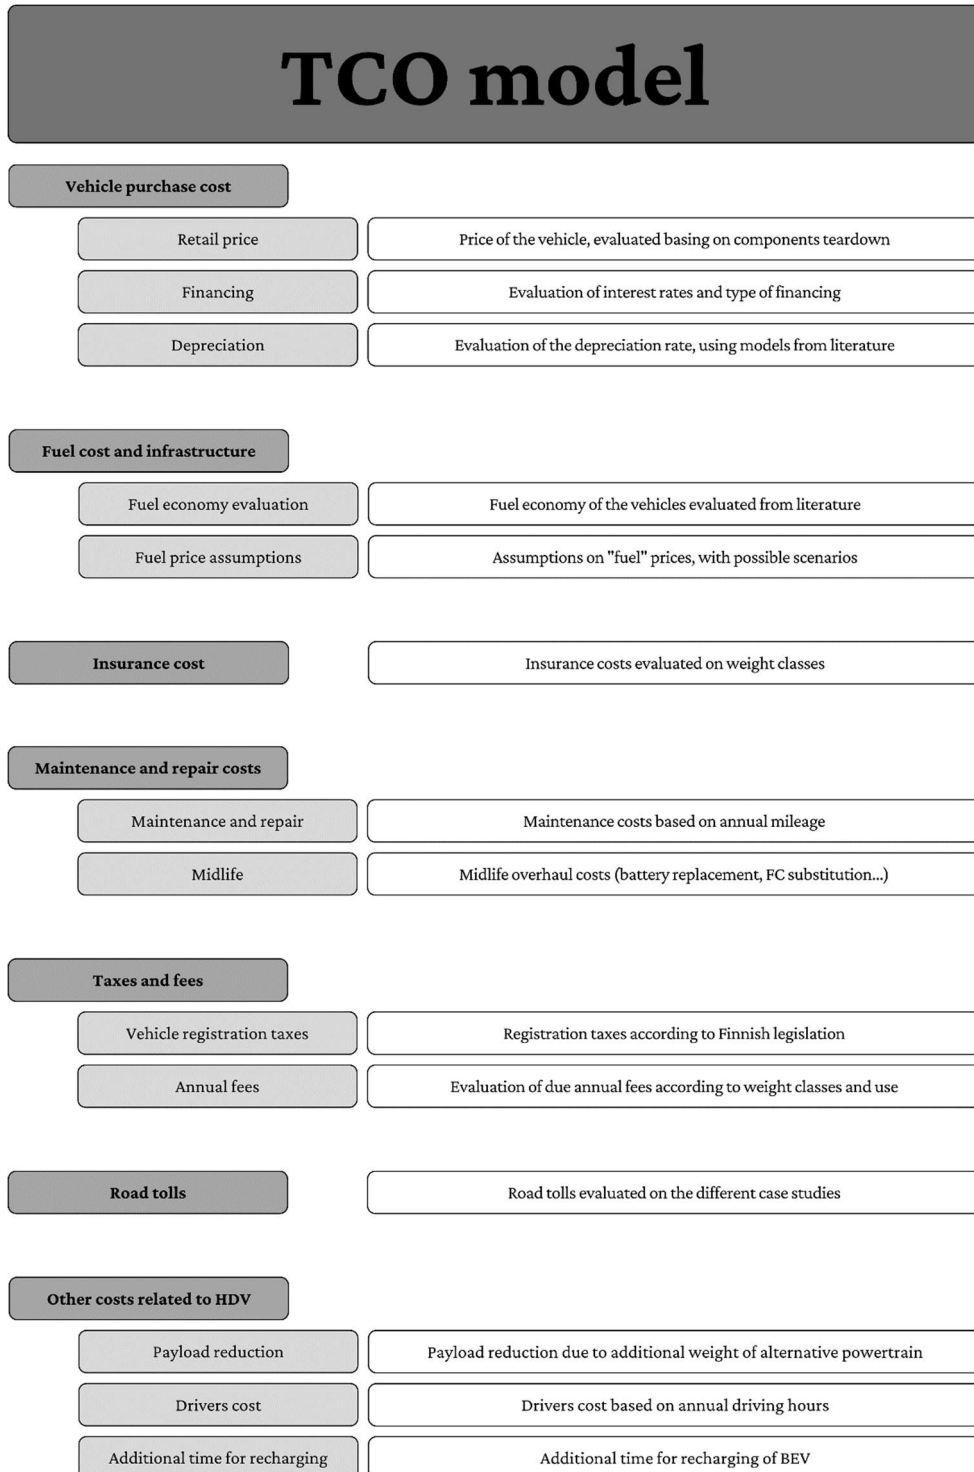 TCO model
Vehicle purchase cost
Retail price
Price of the vehicle, evaluated basing on components teardown
Financing
Evaluation of interest rates and type of financing
Depreciation
Evaluation of the depreciation rate, using models from literature
Fuel cost and infrastructure
Fuel economy evaluation
Fuel economy of the vehicles evaluated from literature
Fuel price assumptions
Assumptions on "fuel" prices, with possible scenarios
Insurance cost
Insurance costs evaluated on weight classes
Maintenance and repair costs
Maintenance and repair
Maintenance costs based on annual mileage
Midlife
Midlife overhaul costs (battery replacement, FC substitution...)
Taxes and fees
Vehicle registration taxes
Registration taxes according to Finnish legislation
Annual fees
Evaluation of due annual fees according to weight classes and use
Road tolls
Road tolls evaluated on the different case studies
Other costs related to HDV
Payload reduction
Payload reduction due to additional weight of alternative powertrain
Drivers cost
Drivers cost based on annual driving hours
Additional time for recharging
Additional time for recharging of BEV